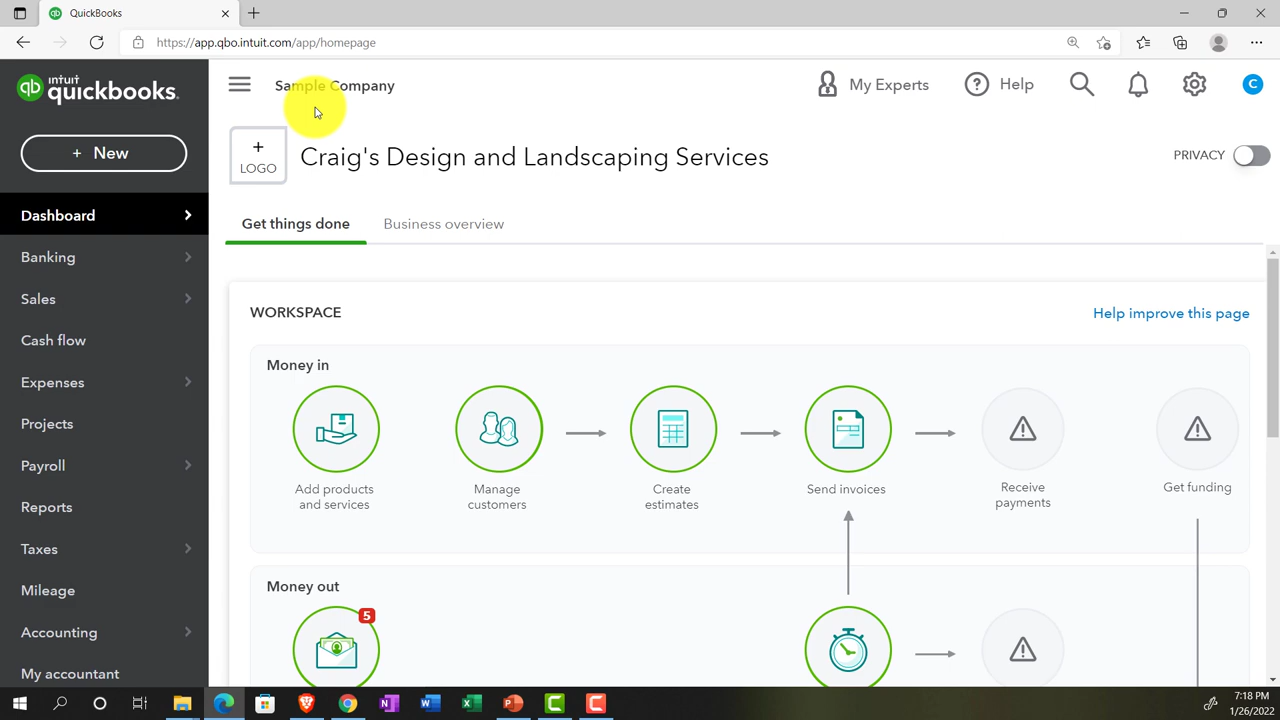 QuickBooks
https://app.qbo.intuit.com/app/homepage
intuit
quickbooks.
Sample Company
My Experts
Help
C
+ New
+
LOGO
Craig's Design and Landscaping Services
PRIVACY
Dashboard
Banking
Sales
Cash flow
Expenses
Projects
Payroll
Reports
Taxes
Mileage
Accounting
My accountant
Get things done
Business overview
WORKSPACE
Help improve this page
Money in
Add products
and services
Manage
customers
Create
estimates
Send invoices
Receive
payments
Get funding
Money out
5
7:18 PM
1/26/2022